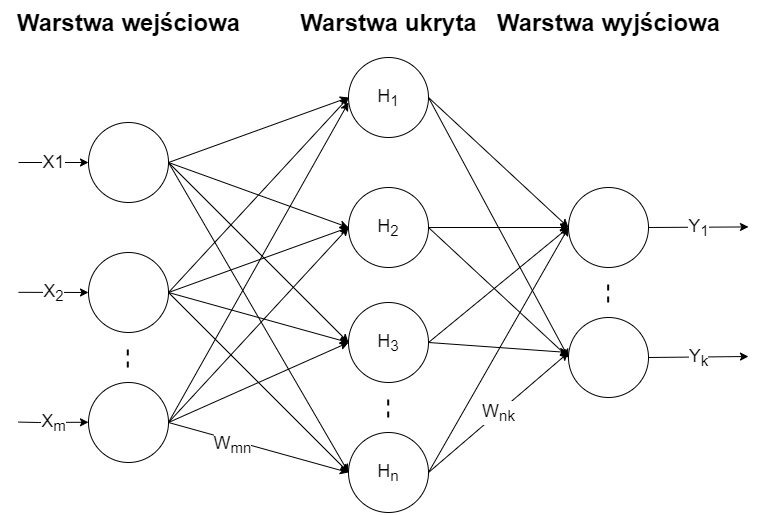 Warstwa wejściowa
Warstwa ukryta
Warstwa wyjściowa
X1
X2
Xm
H1
H2
H3
Hn
Wmn
Wnk
Y1
Yk